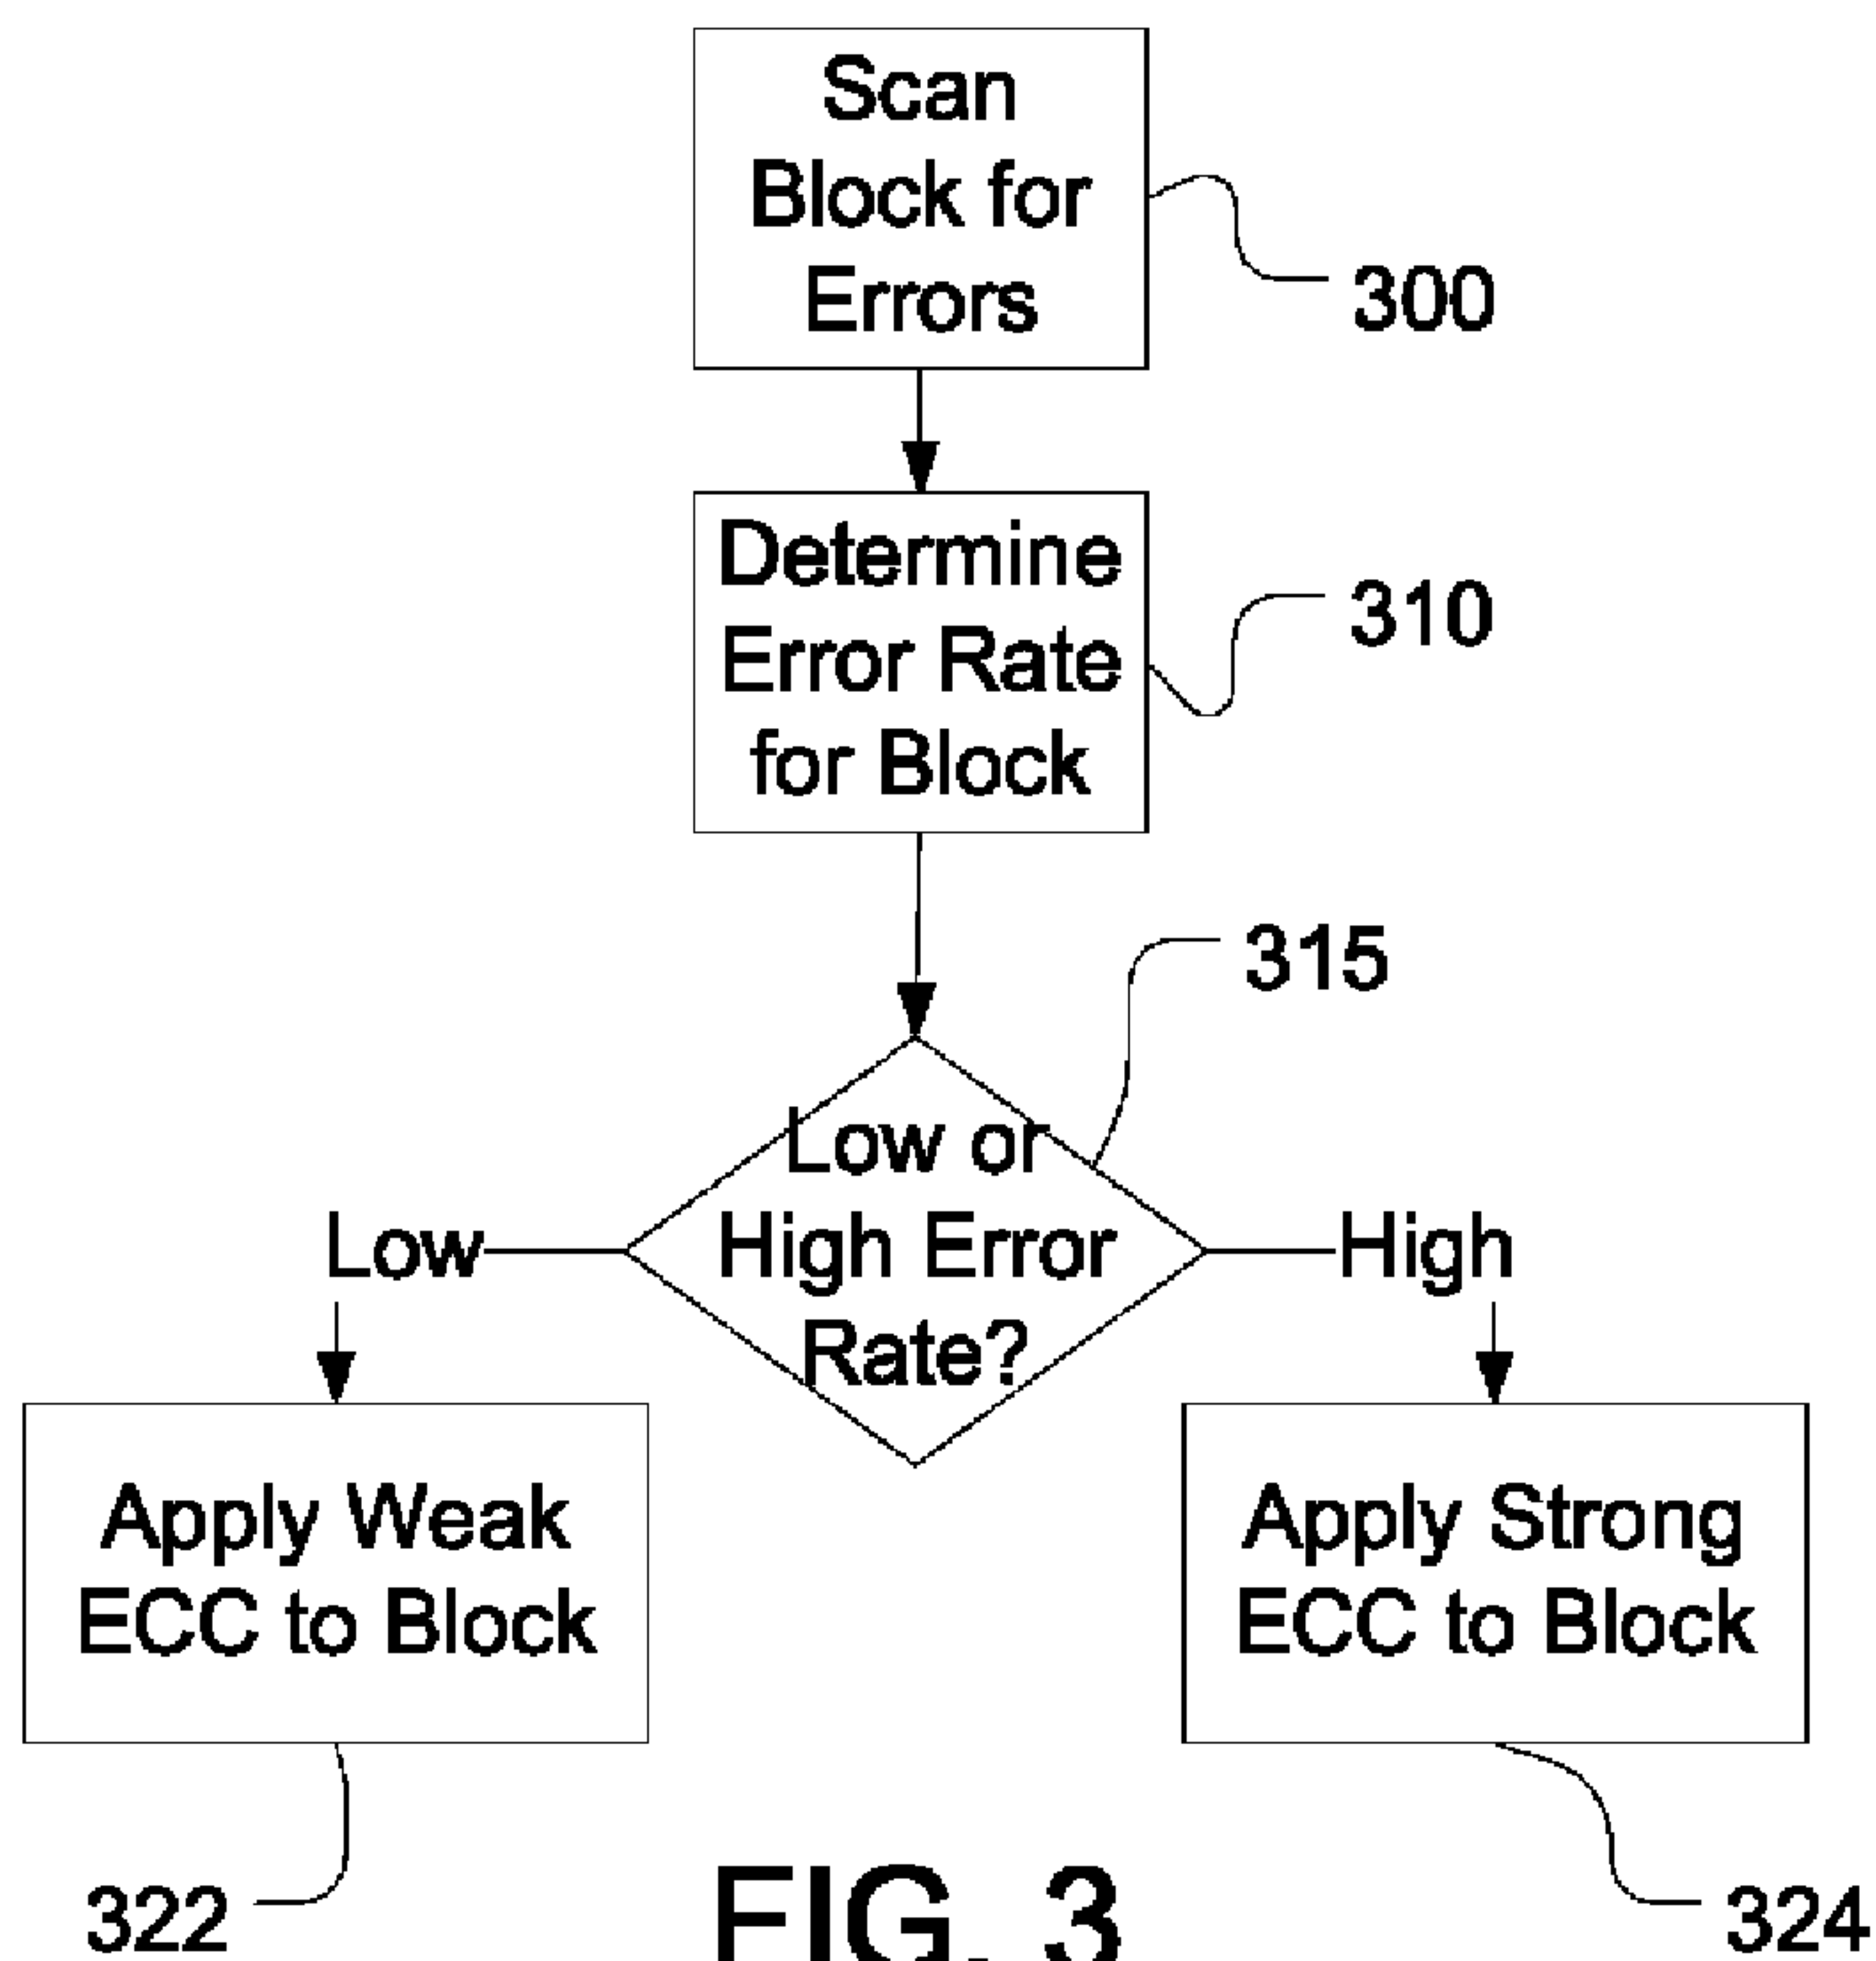 Scan
Block for
Errors
300
Determine
Error Rate
for Block
310
315
Low or
High Error
Rate?
Low
High
Apply Weak
ECC to Block
Apply Strong
ECC to Block
322
324
FIG. 3